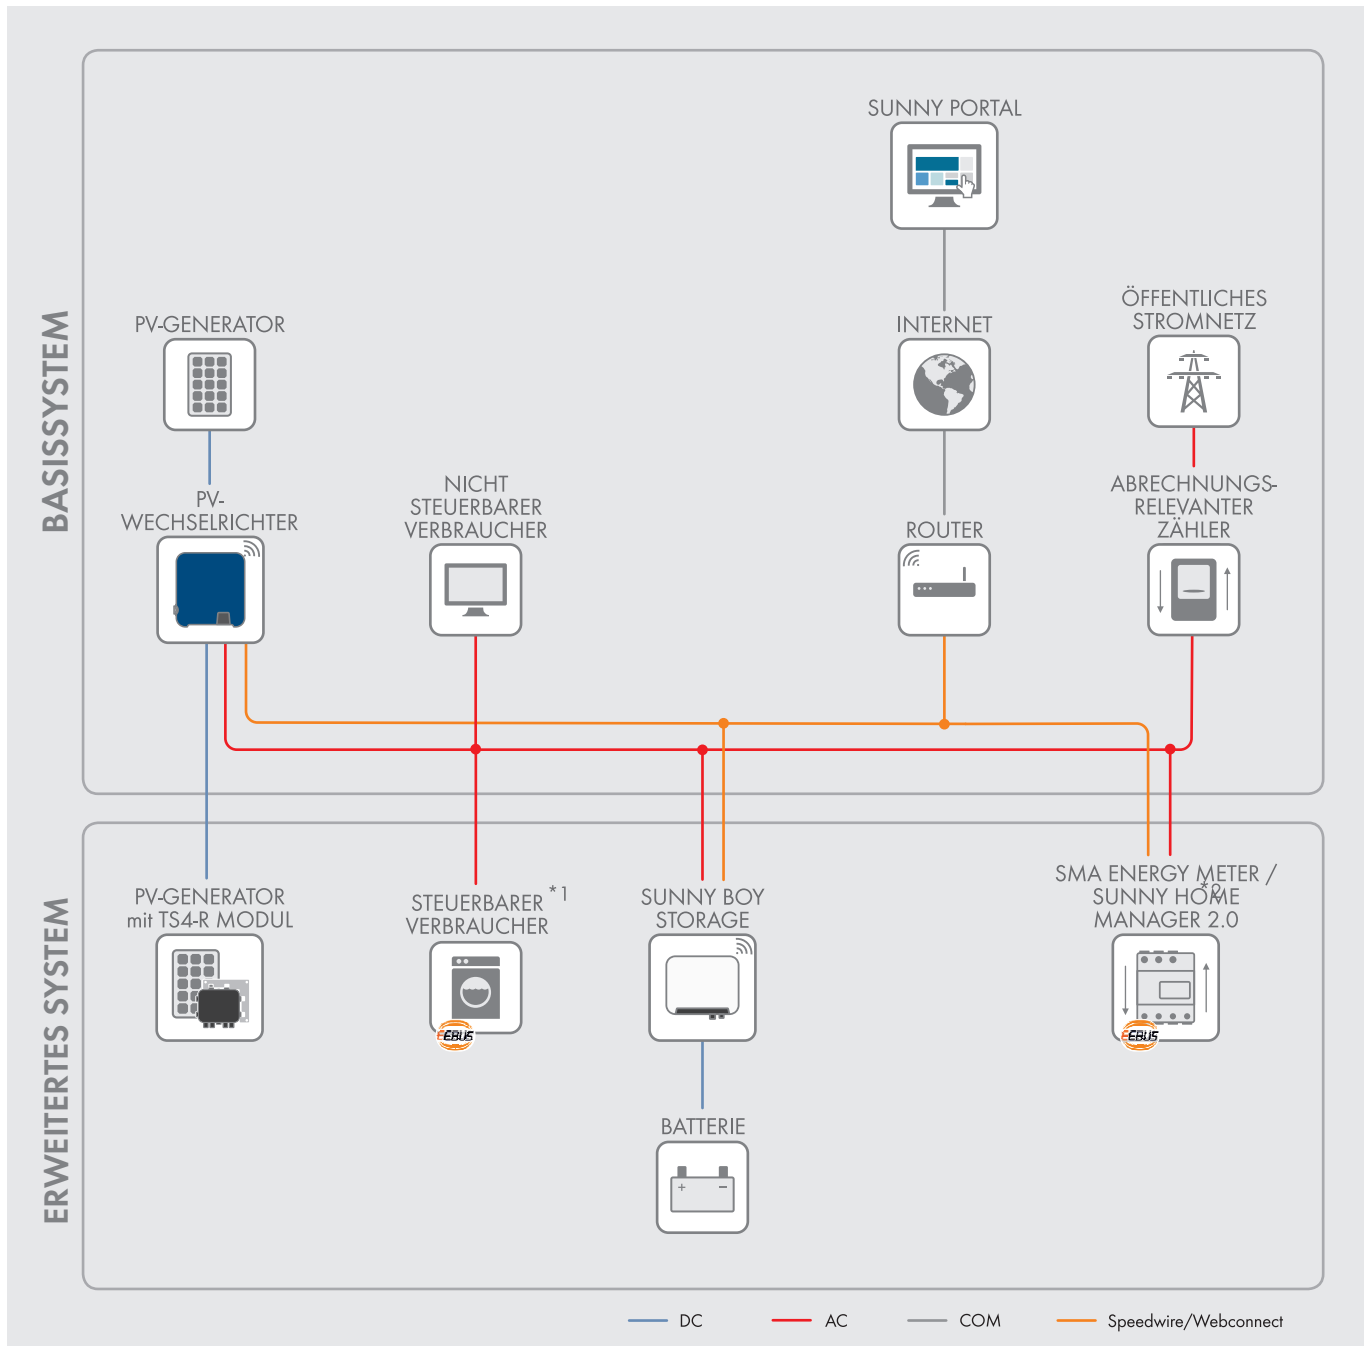 BASISSYSTEM
SUNNY PORTAL
INTERNET
ÖFFENTLICHES
STROMNETZ
PV-GENERATOR
PV-
WECHSELRICHTER
NICHT
STEUERBARER
VERBRAUCHER
ROUTER
ABRECHNUNGS-
RELEVANTER
ZÄHLER
ERWEITERTES SYSTEM
PV-GENERATOR
mit TS4-R MODUL
STEUERBARER *1
VERBRAUCHER
EEBUS
SUNNY BOY
STORAGE
SMA ENERGY METER /
SUNNY HOME *2
MANAGER 2.0
EEBUS
BATTERIE
+ −
DC
AC
COM
Speedwire/Webconnect